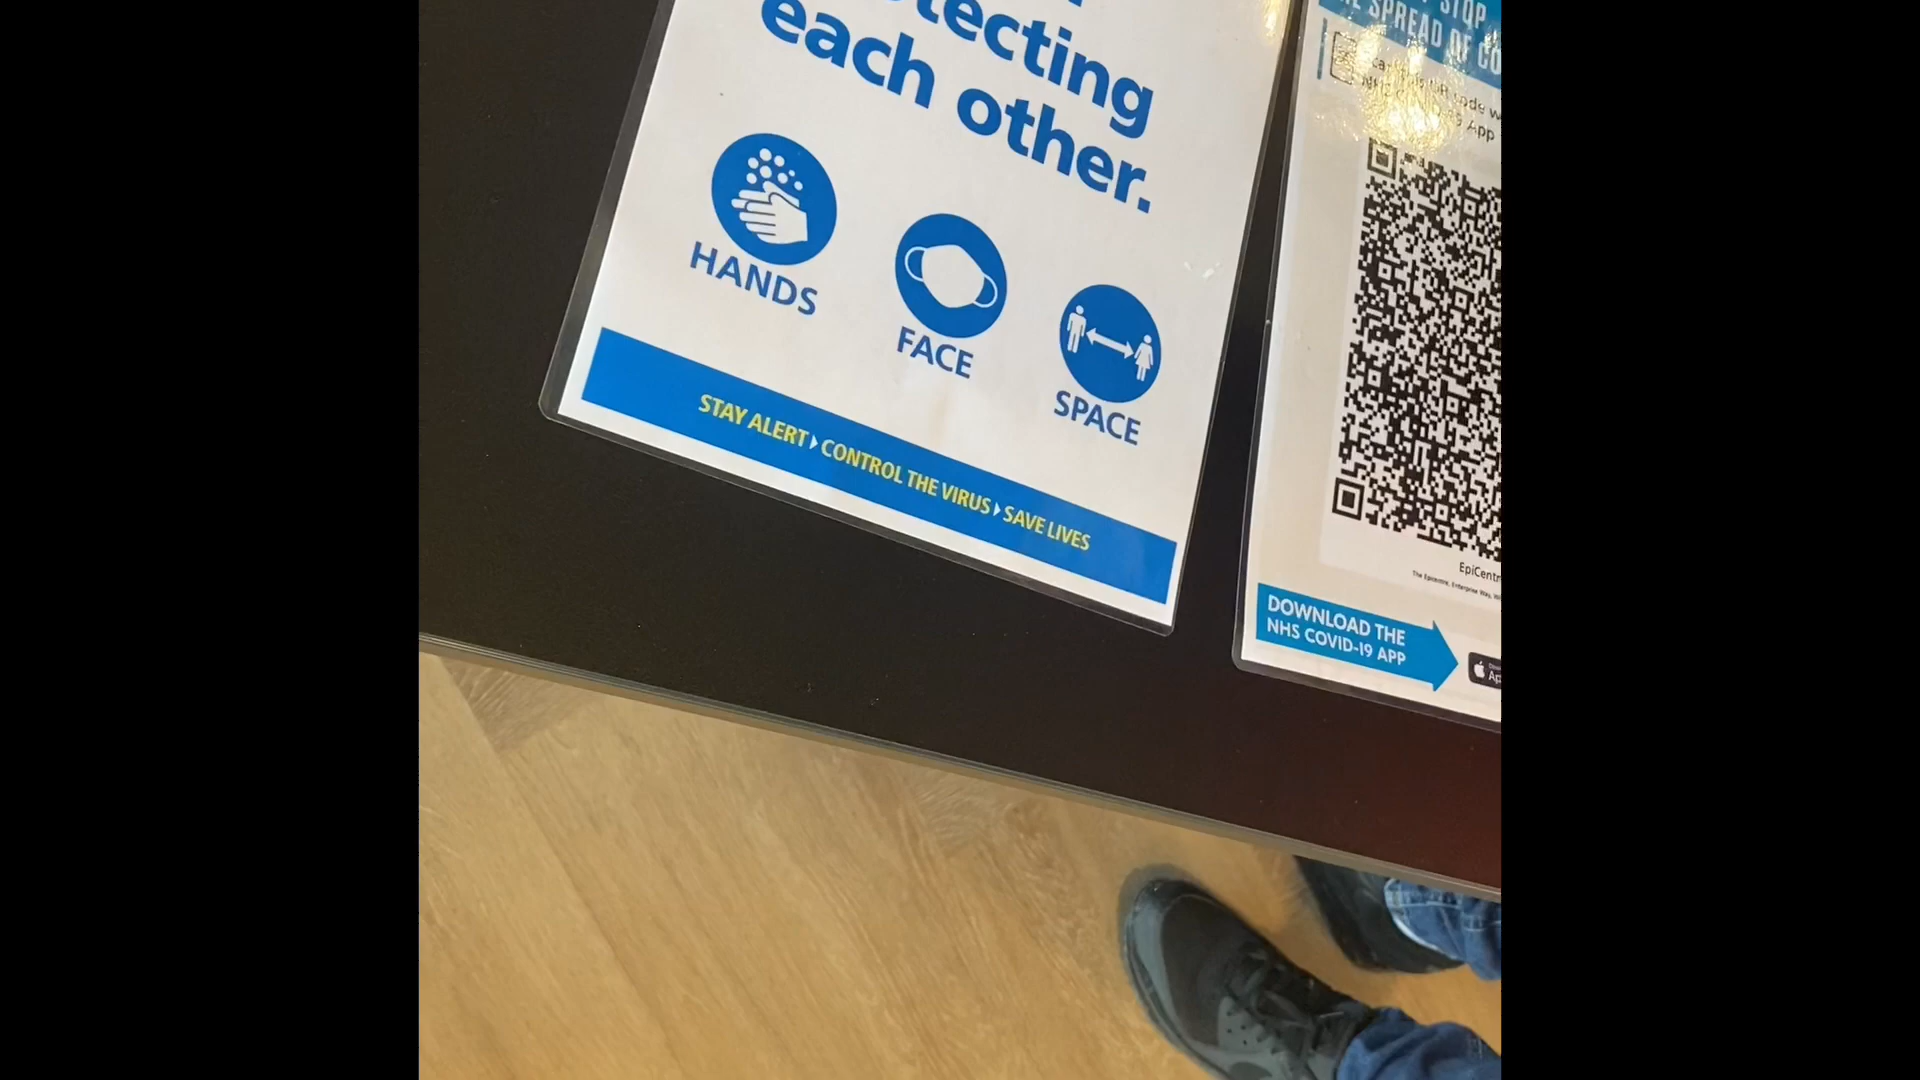 each other.
HANDS
FACE
SPACE
STAY ALERT CONTROL THE VIRUS SAVE LIVES
STOP
SPREAD OF
App
DOWNLOAD THE
NHS COVID-19 APP